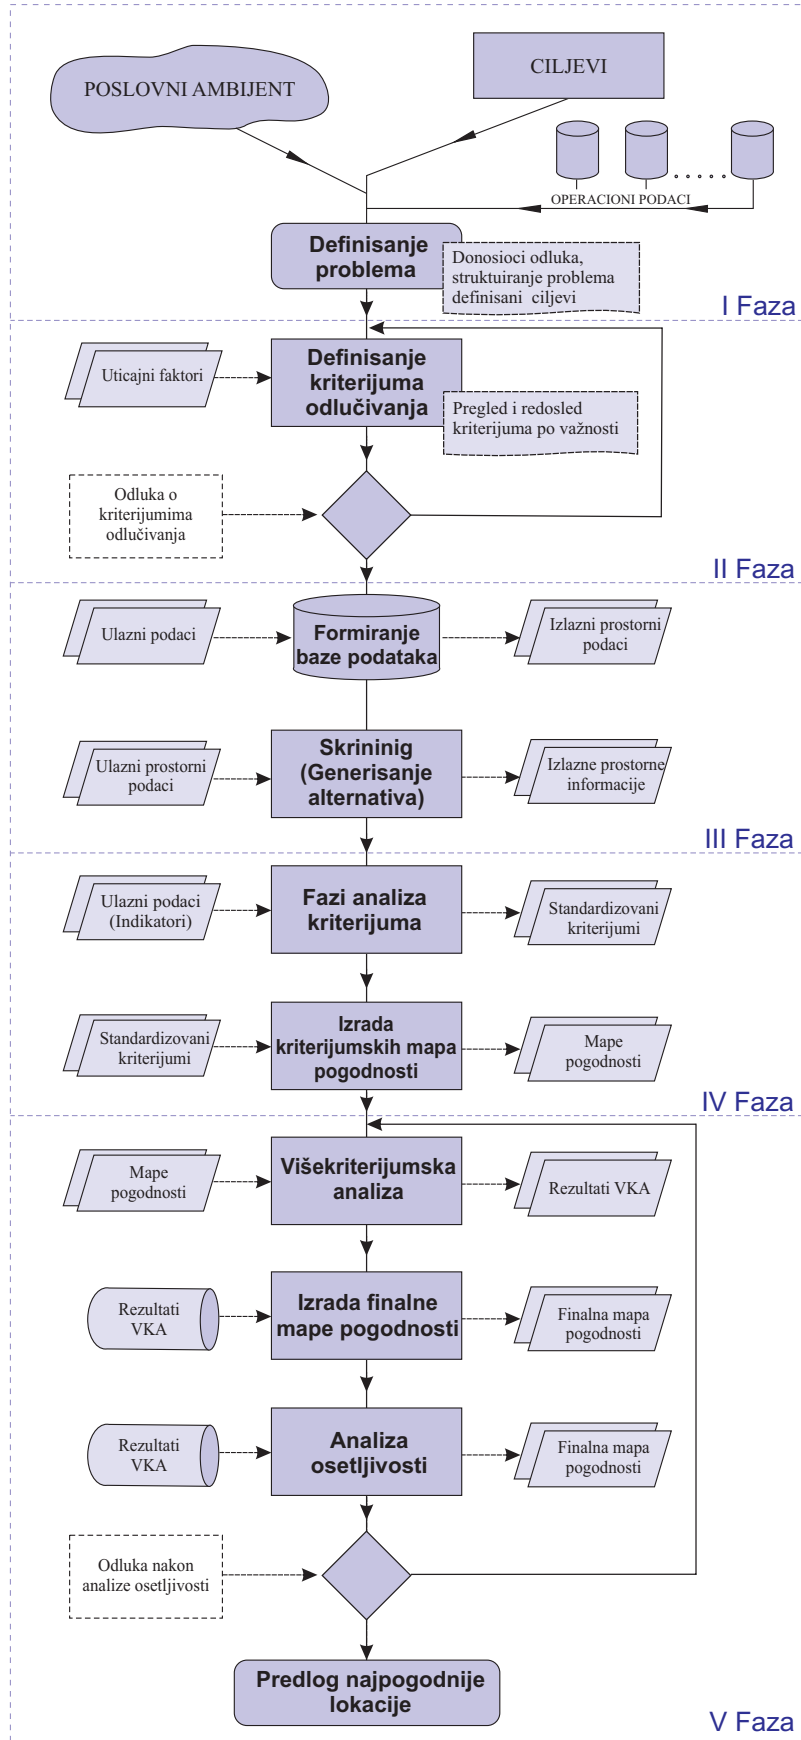 POSLOVNI AMBIJENT
CILJEVI
OPERACIONI PODACI
Definisanje
problema
Donosioci odluka,
struktuiranje problema
definisani ciljevi
I Faza
Uticajni faktori
Definisanje
kriterijuma
odlučivanja
Pregled i redosled
kriterijuma po važnosti
Odluka o
kriterijumima
odlučivanja
II Faza
Ulazni podaci
Formiranje
baze podataka
Izlazni prostorni
podaci
Ulazni prostorni
podaci
Skrininig
(Generisanje
alternativa)
Izlazne prostorne
informacije
III Faza
Ulazni podaci
(Indikatori)
Fazi analiza
kriterijuma
Standardizovani
kriterijumi
Standardizovani
kriterijumi
Izrada
kriterijumskih mapa
pogodnosti
Mape
pogodnosti
IV Faza
Mape
pogodnosti
Višekriterijumska
analiza
Rezultati VKA
Rezultati
VKA
Izrada finalne
mape pogodnosti
Finalna mapa
pogodnosti
Rezultati
VKA
Analiza
osetljivosti
Finalna mapa
pogodnosti
Odluka nakon
analize osetljivosti
Predlog najpogodnije
lokacije
V Faza